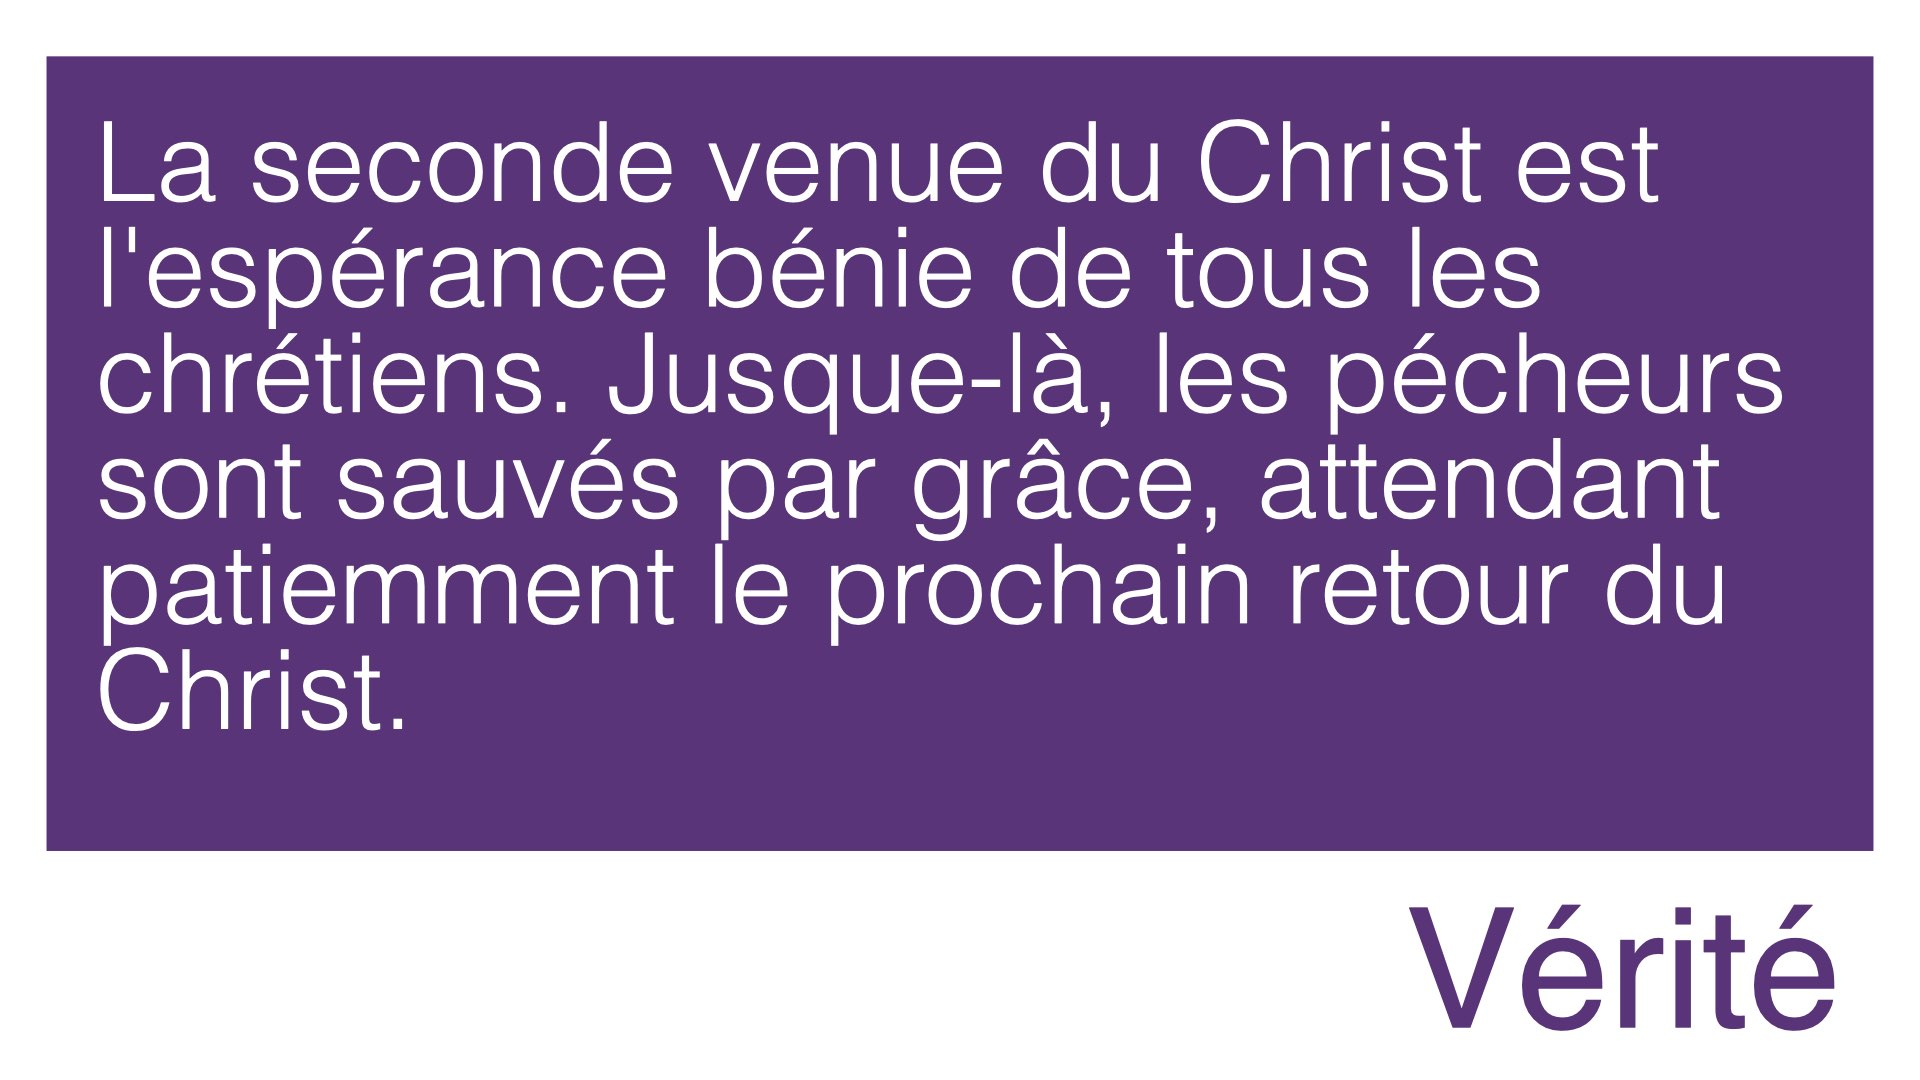 La seconde venue du Christ est
l'espérance bénie de tous les
chrétiens. Jusque-là, les pécheurs
sont sauvés par grâce, attendant
patiemment le prochain retour du
Christ.
Vérité